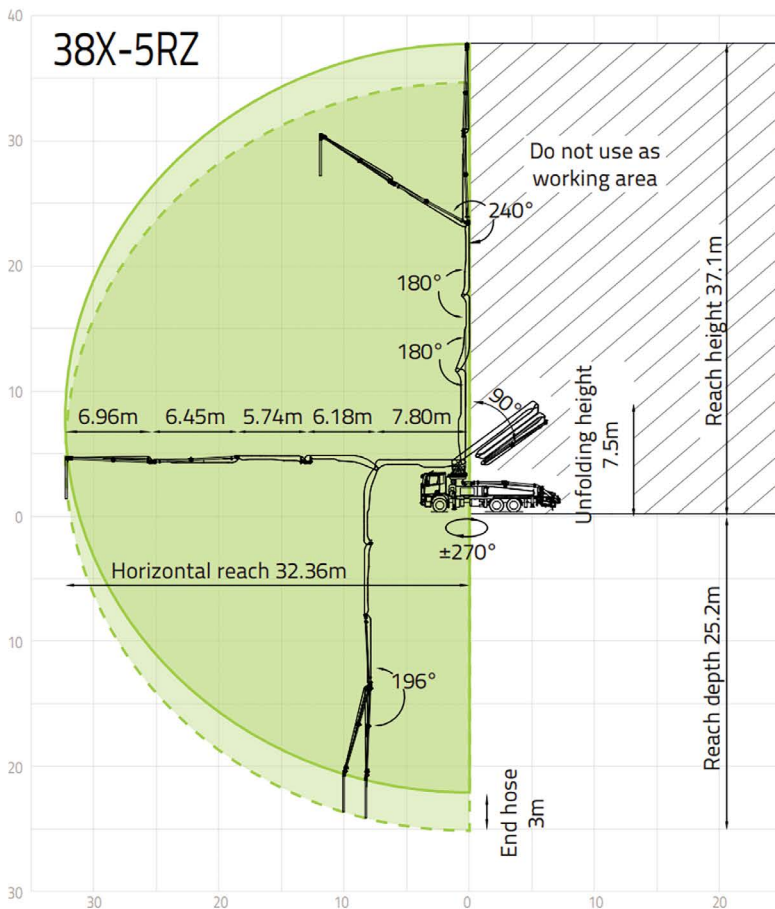 40
38X-5RZ
30
Do not use as
working area
240°
Reach height 37.1m
20
180°
180°
10
6.96m
6.45m
5.74m
6.18m
7.80m
90°
Unfolding height
7.5m
0
±270°
Horizontal reach 32.36m
10
196°
Reach depth 25.2m
20
End hose
3m
30
30
20
10
0
10
20